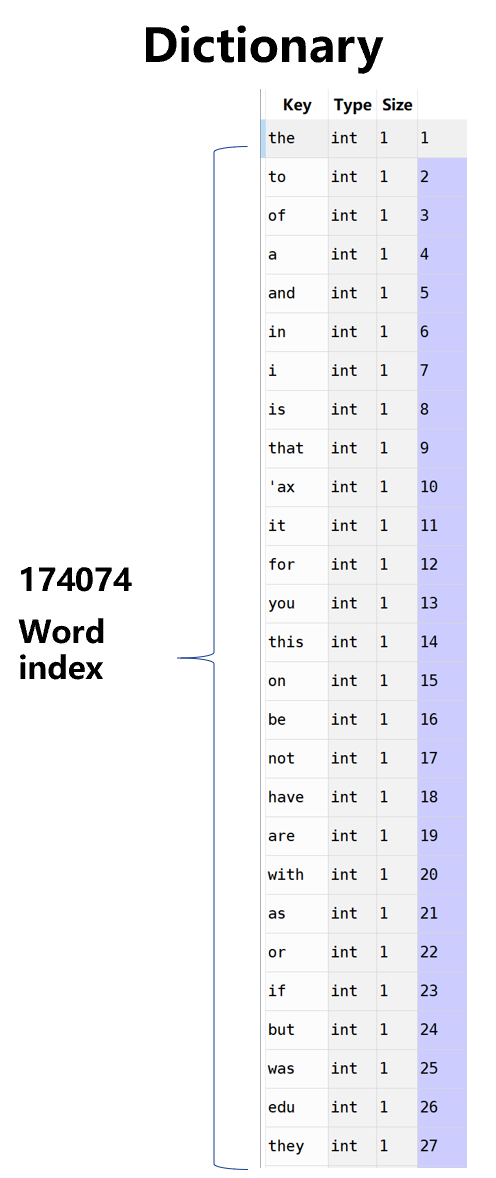 Dictionary
Key Type Size
the int 1 1
to int 1 2
of int 1 3
a int 1 4
and int 1 5
in int 1 6
i int 1 7
is int 1 8
that int 1 9
'ax int 1 10
it int 1 11
for int 1 12
you int 1 13
this int 1 14
on int 1 15
be int 1 16
not int 1 17
have int 1 18
are int 1 19
with int 1 20
as int 1 21
or int 1 22
if int 1 23
but int 1 24
was int 1 25
edu int 1 26
they int 1 27
174074
Word
index